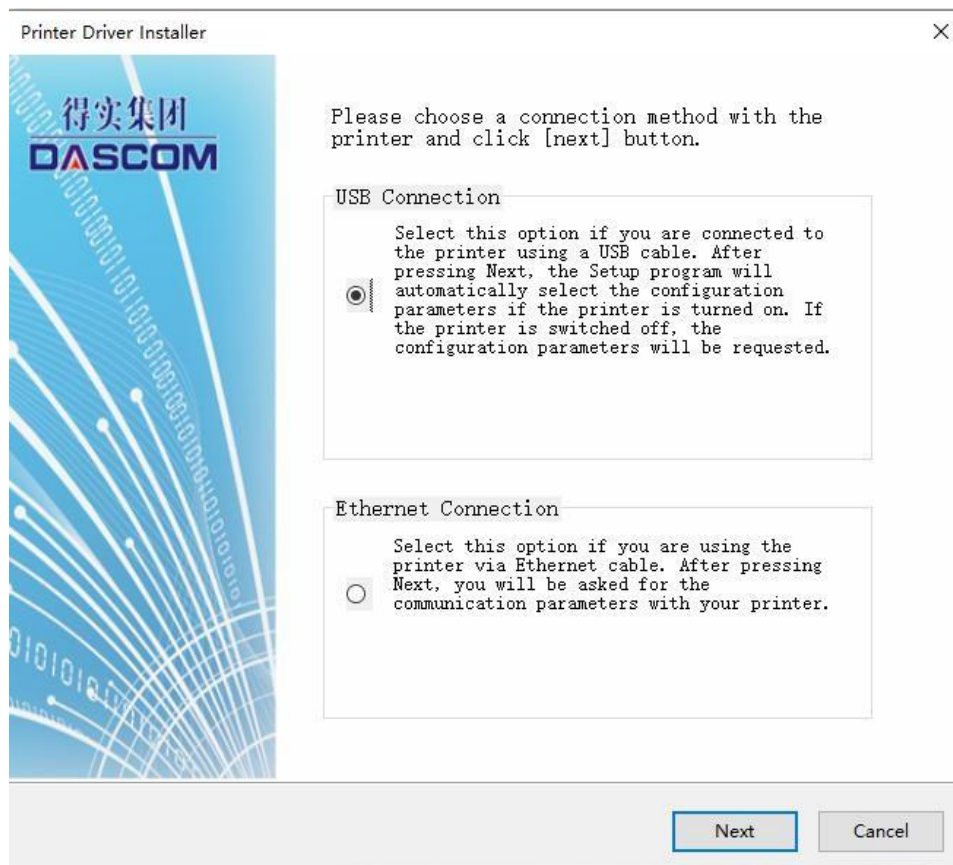 Printer Driver Installer
得实集团
DASCOM
Please choose a connection method with the
printer and click [next] button.
USB Connection
Select this option if you are connected to
the printer using a USB cable. After
pressing Next, the Setup program will
automatically select the configuration
parameters if the printer is turned on. If
the printer is switched off, the
configuration parameters will be requested.
Ethernet Connection
Select this option if you are using the
printer via Ethernet cable. After pressing
Next, you will be asked for the
communication parameters with your printer.
Next
Cancel